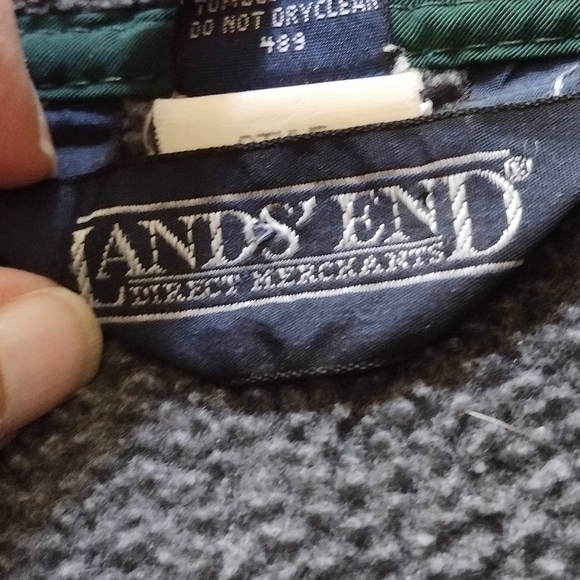 DO NOT DRYCLEAN
489
LANDS' END®
DIRECT MERCHANTS